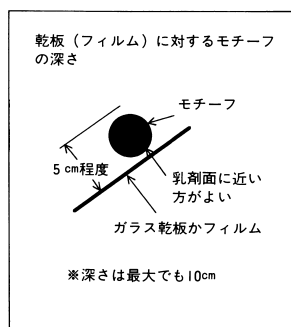 乾板（フィルム）に対するモチーフ
の深さ
モチーフ
5cm程度
乳剤面に近い
方がよい
ガラス乾板かフィルム
※深さは最大でも10cm